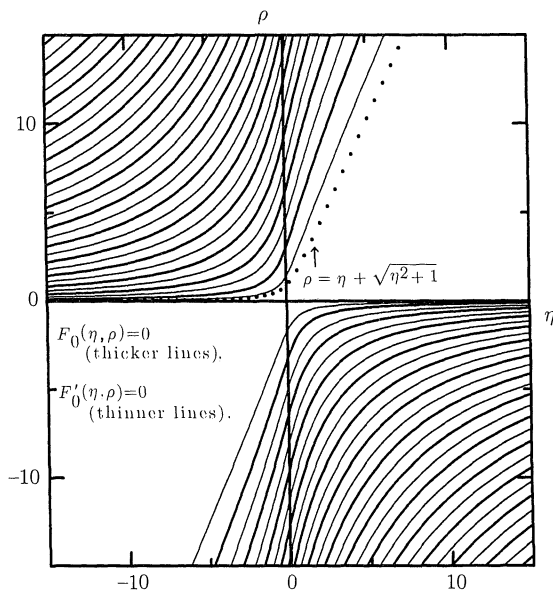 ρ
10
↑
ρ = η + √η2+1
0
η
F0(η, ρ)=0
(thicker lines).
F′0(η.ρ)=0
(thinner lines).
−10
−10
0
10